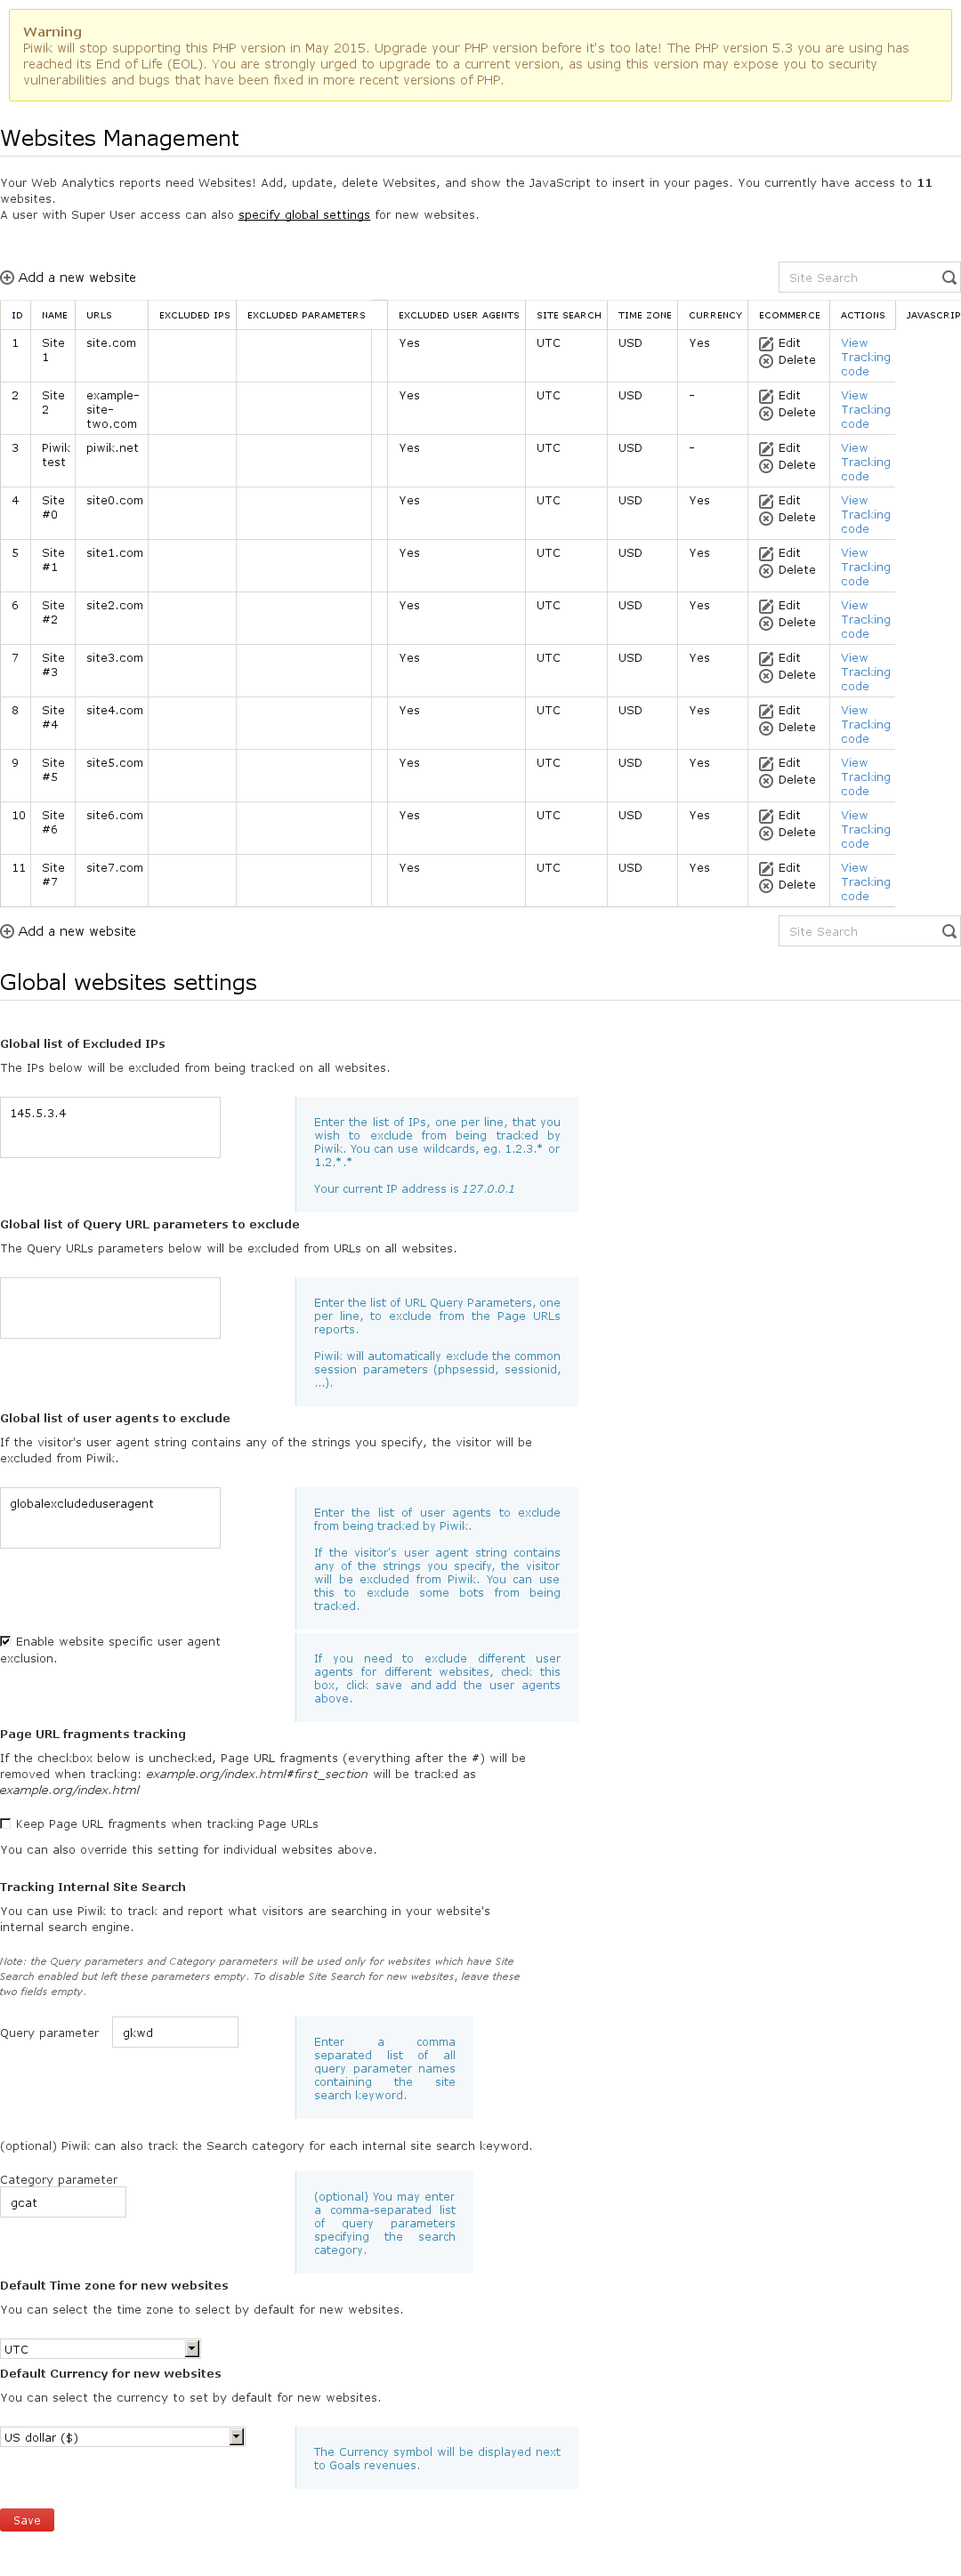 Warning
Piwik will stop supporting this PHP version in May 2015. Upgrade your PHP version before it's too late! The PHP version 5.3 you are using has
reached its End of Life (EOL). You are strongly urged to upgrade to a current version, as using this version may expose you to security
vulnerabilities and bugs that have been fixed in more recent versions of PHP.
Websites Management
Your Web Analytics reports need Websites! Add, update, delete Websites, and show the JavaScript to insert in your pages. You currently have access to 11
websites.
A user with Super User access can also specify global settings for new websites.
Add a new website Site Search
ID NAME URLS EXCLUDED IPS EXCLUDED PARAMETERS EXCLUDED USER AGENTS SITE SEARCH TIME ZONE CURRENCY ECOMMERCE ACTIONS JAVASCRIP
1 Site site.com Yes UTC USD Yes Edit View
1 Delete Tracking
code
2 Site example- Yes UTC USD - Edit View
2 site- Delete Tracking
two.com code
3 Piwik piwik.net Yes UTC USD - Edit View
test Delete Tracking
code
4 Site site0.com Yes UTC USD Yes Edit View
#0 Delete Tracking
code
5 Site site1.com Yes UTC USD Yes Edit View
#1 Delete Tracking
code
6 Site site2.com Yes UTC USD Yes Edit View
#2 Delete Tracking
code
7 Site site3.com Yes UTC USD Yes Edit View
#3 Delete Tracking
code
8 Site site4.com Yes UTC USD Yes Edit View
#4 Delete Tracking
code
9 Site site5.com Yes UTC USD Yes Edit View
#5 Delete Tracking
code
10 Site site6.com Yes UTC USD Yes Edit View
#6 Delete Tracking
code
11 Site site7.com Yes UTC USD Yes Edit View
#7 Delete Tracking
code
Add a new website Site Search
Global websites settings
Global list of Excluded IPs
The IPs below will be excluded from being tracked on all websites.
145.5.3.4
Enter the list of IPs, one per line, that you
wish to exclude from being tracked by
Piwik. You can use wildcards, eg. 1.2.3.* or
1.2.*.*
Your current IP address is 127.0.0.1
Global list of Query URL parameters to exclude
The Query URLs parameters below will be excluded from URLs on all websites.
Enter the list of URL Query Parameters, one
per line, to exclude from the Page URLs
reports.
Piwik will automatically exclude the common
session parameters (phpsessid, sessionid,
...).
Global list of user agents to exclude
If the visitor's user agent string contains any of the strings you specify, the visitor will be
excluded from Piwik.
globalexcludeduseragent
Enter the list of user agents to exclude
from being tracked by Piwik.
If the visitor's user agent string contains
any of the strings you specify, the visitor
will be excluded from Piwik. You can use
this to exclude some bots from being
tracked.
Enable website specific user agent
exclusion.
If you need to exclude different user
agents for different websites, check this
box, click save and add the user agents
above.
Page URL fragments tracking
If the checkbox below is unchecked, Page URL fragments (everything after the #) will be
removed when tracking: example.org/index.html#first_section will be tracked as
example.org/index.html
Keep Page URL fragments when tracking Page URLs
You can also override this setting for individual websites above.
Tracking Internal Site Search
You can use Piwik to track and report what visitors are searching in your website's
internal search engine.
Note: the Query parameters and Category parameters will be used only for websites which have Site
Search enabled but left these parameters empty. To disable Site Search for new websites, leave these
two fields empty.
Query parameter gkwd
Enter a comma
separated list of all
query parameter names
containing the site
search keyword.
(optional) Piwik can also track the Search category for each internal site search keyword.
Category parameter
gcat
(optional) You may enter
a comma-separated list
of query parameters
specifying the search
category.
Default Time zone for new websites
You can select the time zone to select by default for new websites.
UTC
Default Currency for new websites
You can select the currency to set by default for new websites.
US dollar ($)
The Currency symbol will be displayed next
to Goals revenues.
Save